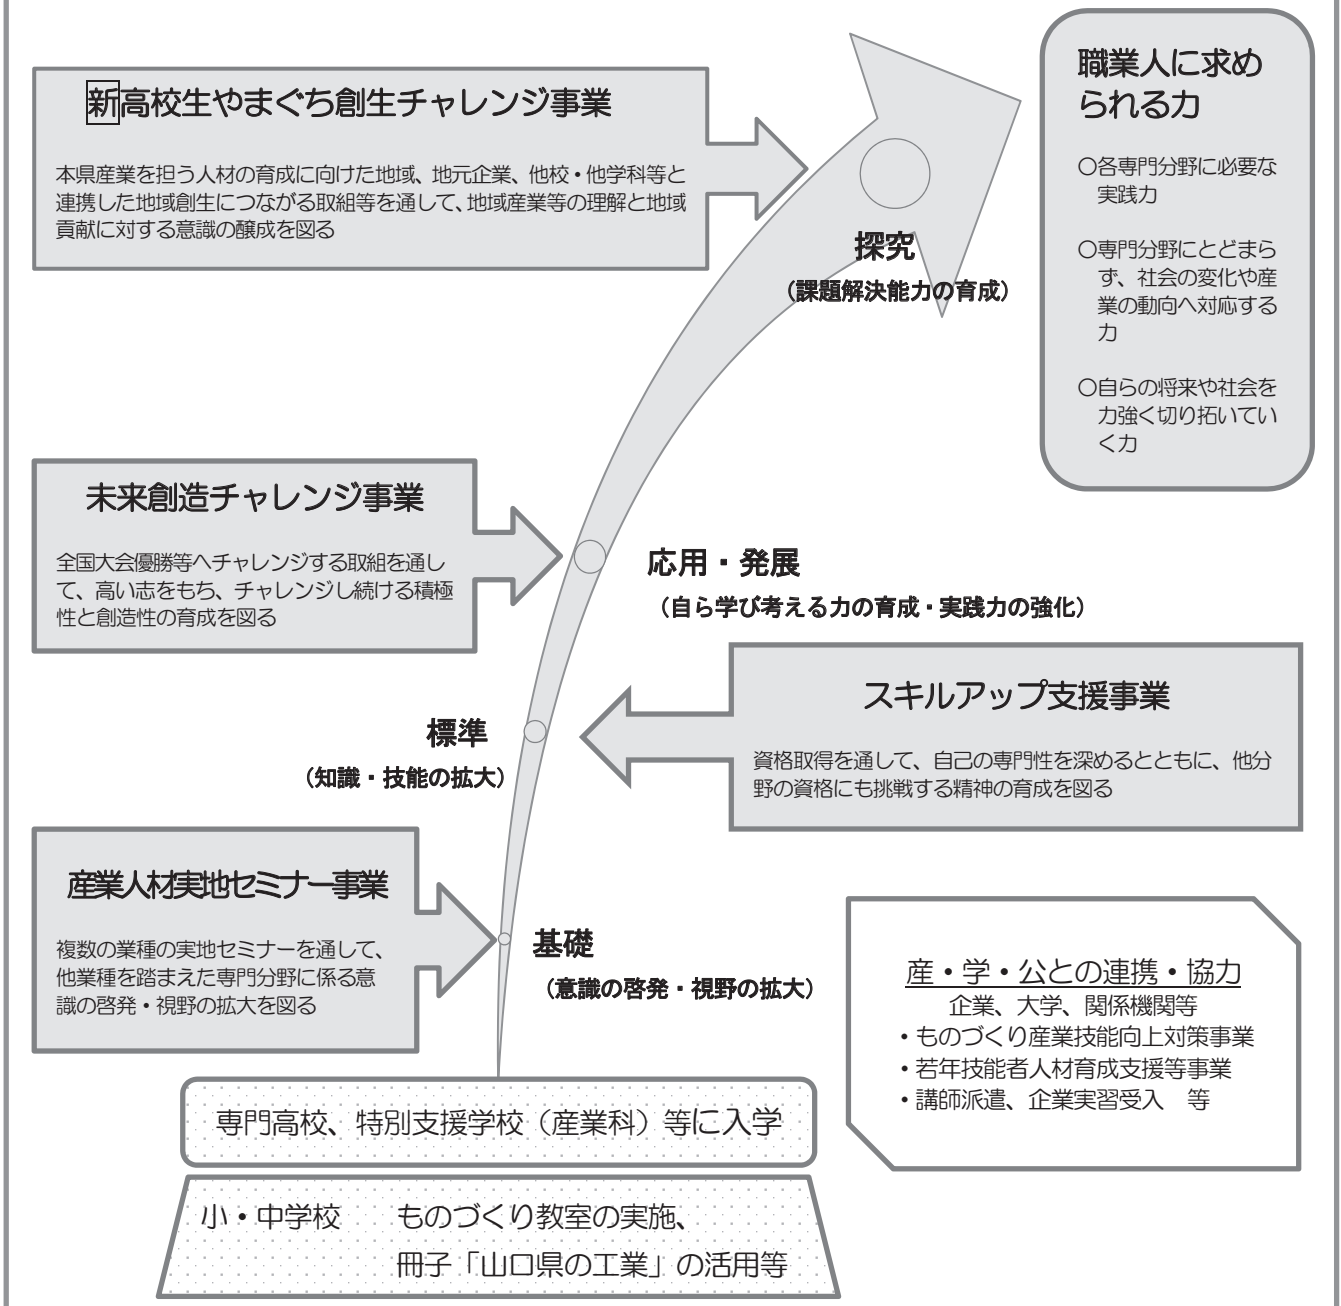 新高校生やまぐち創生チャレンジ事業
本県産業を担う人材の育成に向けた地域、地元企業、他校・他学科等と
連携した地域創生につながる取組等を通して、地域産業等の理解と地域
貢献に対する意識の醸成を図る
職業人に求め
られる力
○各専門分野に必要な
実践力
○専門分野にとどまら
ず、社会の変化や産
業の動向へ対応する
力
○自らの将来や社会を
力強く切り拓いてい
く力
探究
（課題解決能力の育成）
未来創造チャレンジ事業
全国大会優勝等へチャレンジする取組を通し
て、高い志をもち、チャレンジし続ける積極
性と創造性の育成を図る
応用・発展
（自ら学び考える力の育成・実践力の強化）
スキルアップ支援事業
資格取得を通して、自己の専門性を深めるとともに、他分
野の資格にも挑戦する精神の育成を図る
標準
（知識・技能の拡大）
産業人材実地セミナー事業
複数の業種の実地セミナーを通して、
他業種を踏まえた専門分野に係る意
識の啓発・視野の拡大を図る
基礎
（意識の啓発・視野の拡大）
産・学・公との連携・協力
企業、大学、関係機関等
・ものづくり産業技能向上対策事業
・若年技能者人材育成支援等事業
・講師派遣、企業実習受入　等
専門高校、特別支援学校（産業科）等に入学
小・中学校　　ものづくり教室の実施、
冊子「山口県の工業」の活用等